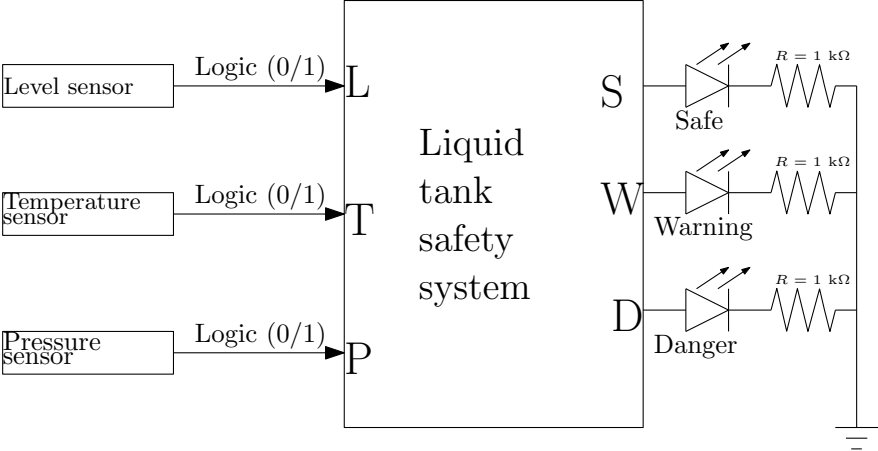 Level sensor
Logic (0/1)
L
Temperature
sensor
Logic (0/1)
T
Pressure
sensor
Logic (0/1)
P
Liquid
tank
safety
system
S
Safe
R = 1 kΩ
W
Warning
R = 1 kΩ
D
Danger
R = 1 kΩ